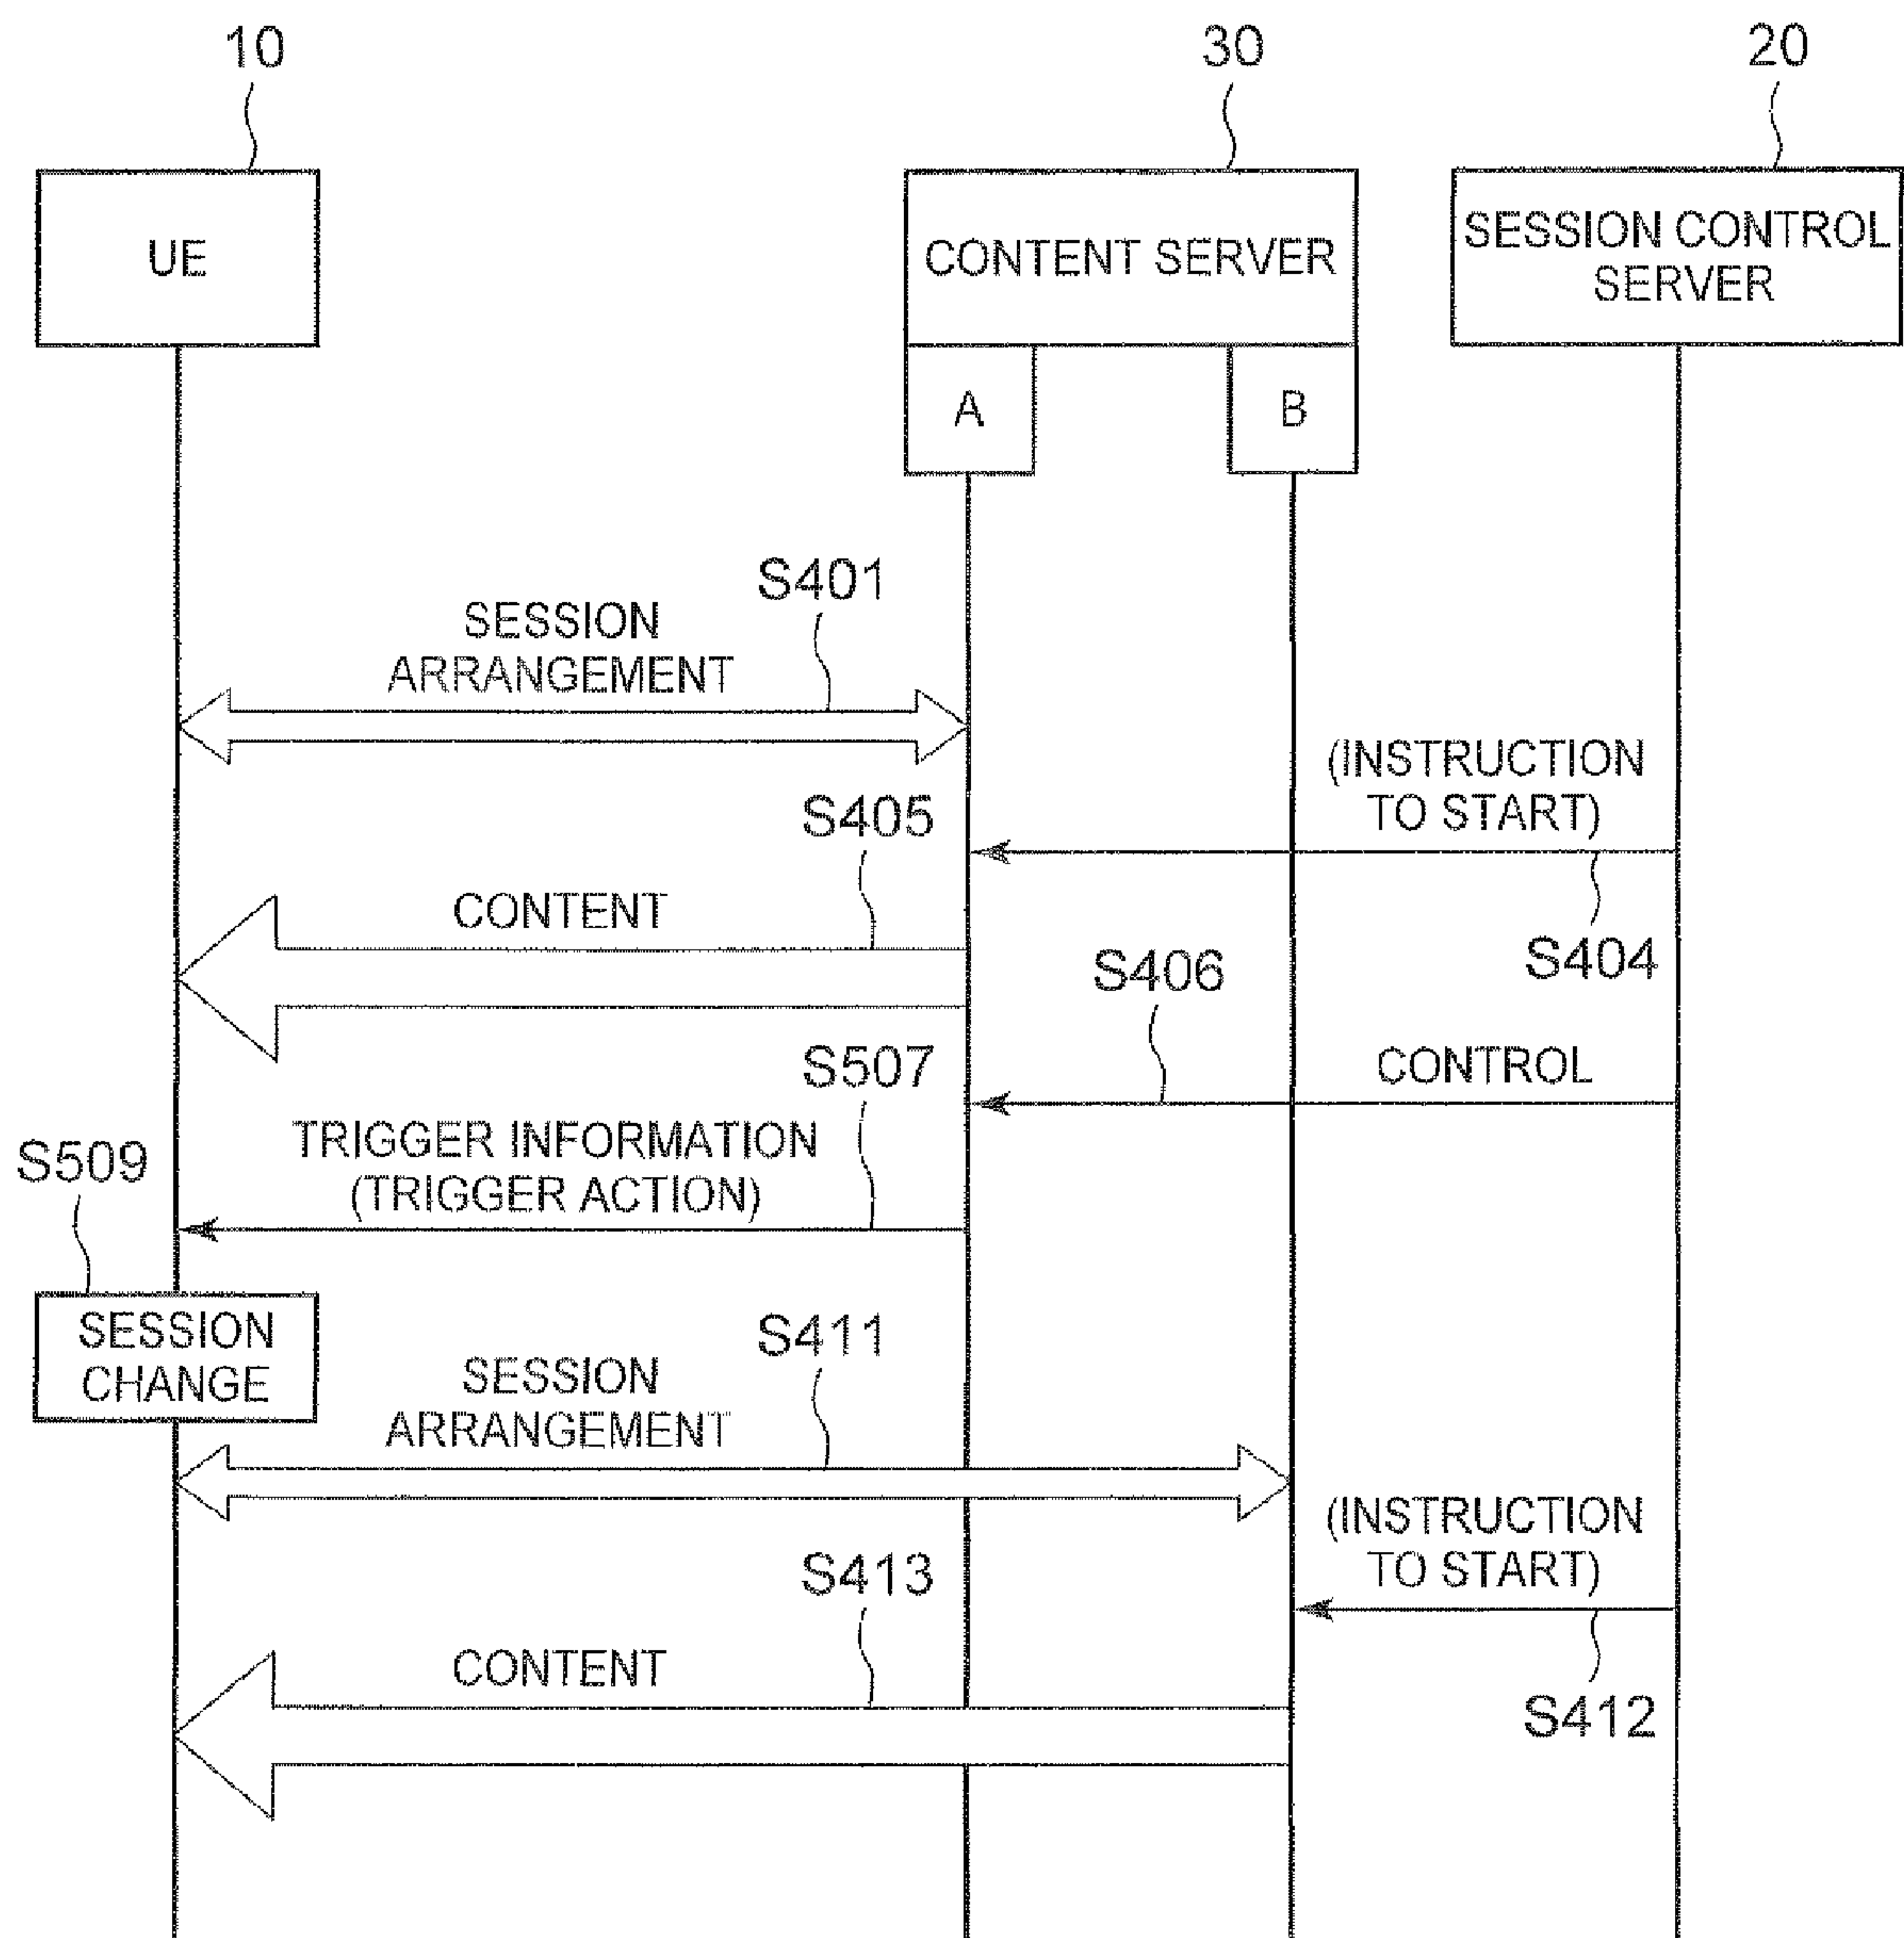 10
30
20
UE
CONTENT SERVER
SESSION CONTROL
SERVER
A
B
S401
SESSION
ARRANGEMENT
(INSTRUCTION
TO START)
S404
S405
CONTENT
S406
CONTROL
S507
TRIGGER INFORMATION
(TRIGGER ACTION)
S509
SESSION
CHANGE
S411
SESSION
ARRANGEMENT
(INSTRUCTION
TO START)
S412
S413
CONTENT